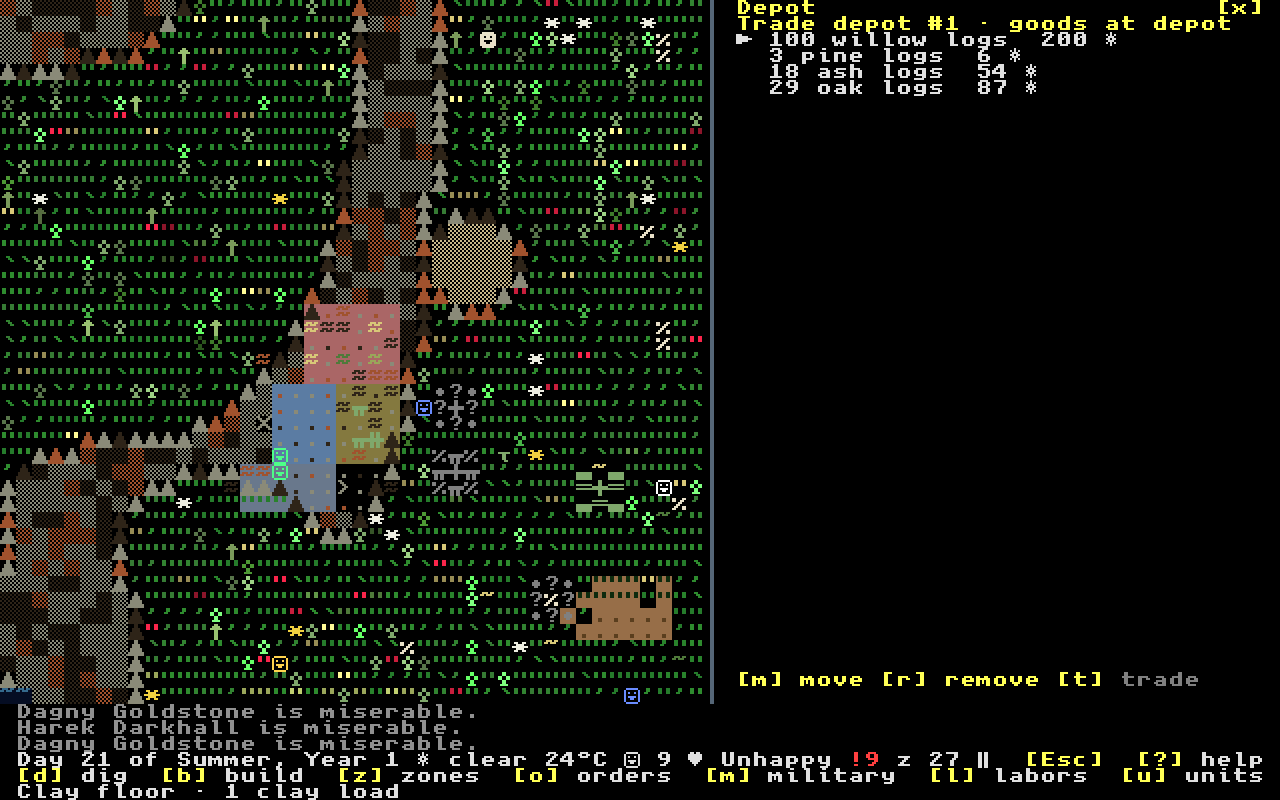 Depot [x]
Trade depot #1 · goods at depot
► 100 willow logs 200 *
3 pine logs 6 *
18 ash logs 54 *
29 oak logs 87 *
[m] move [r] remove [t] trade
Dagny Goldstone is miserable.
Harek Darkhall is miserable.
Dagny Goldstone is miserable.
Day 21 of Summer, Year 1 * clear 24°C ☺ 9 ♥ Unhappy !9 z 27 ‖ [Esc] [?] help
[d] dig [b] build [z] zones [o] orders [m] military [l] labors [u] units
Clay floor · 1 clay load